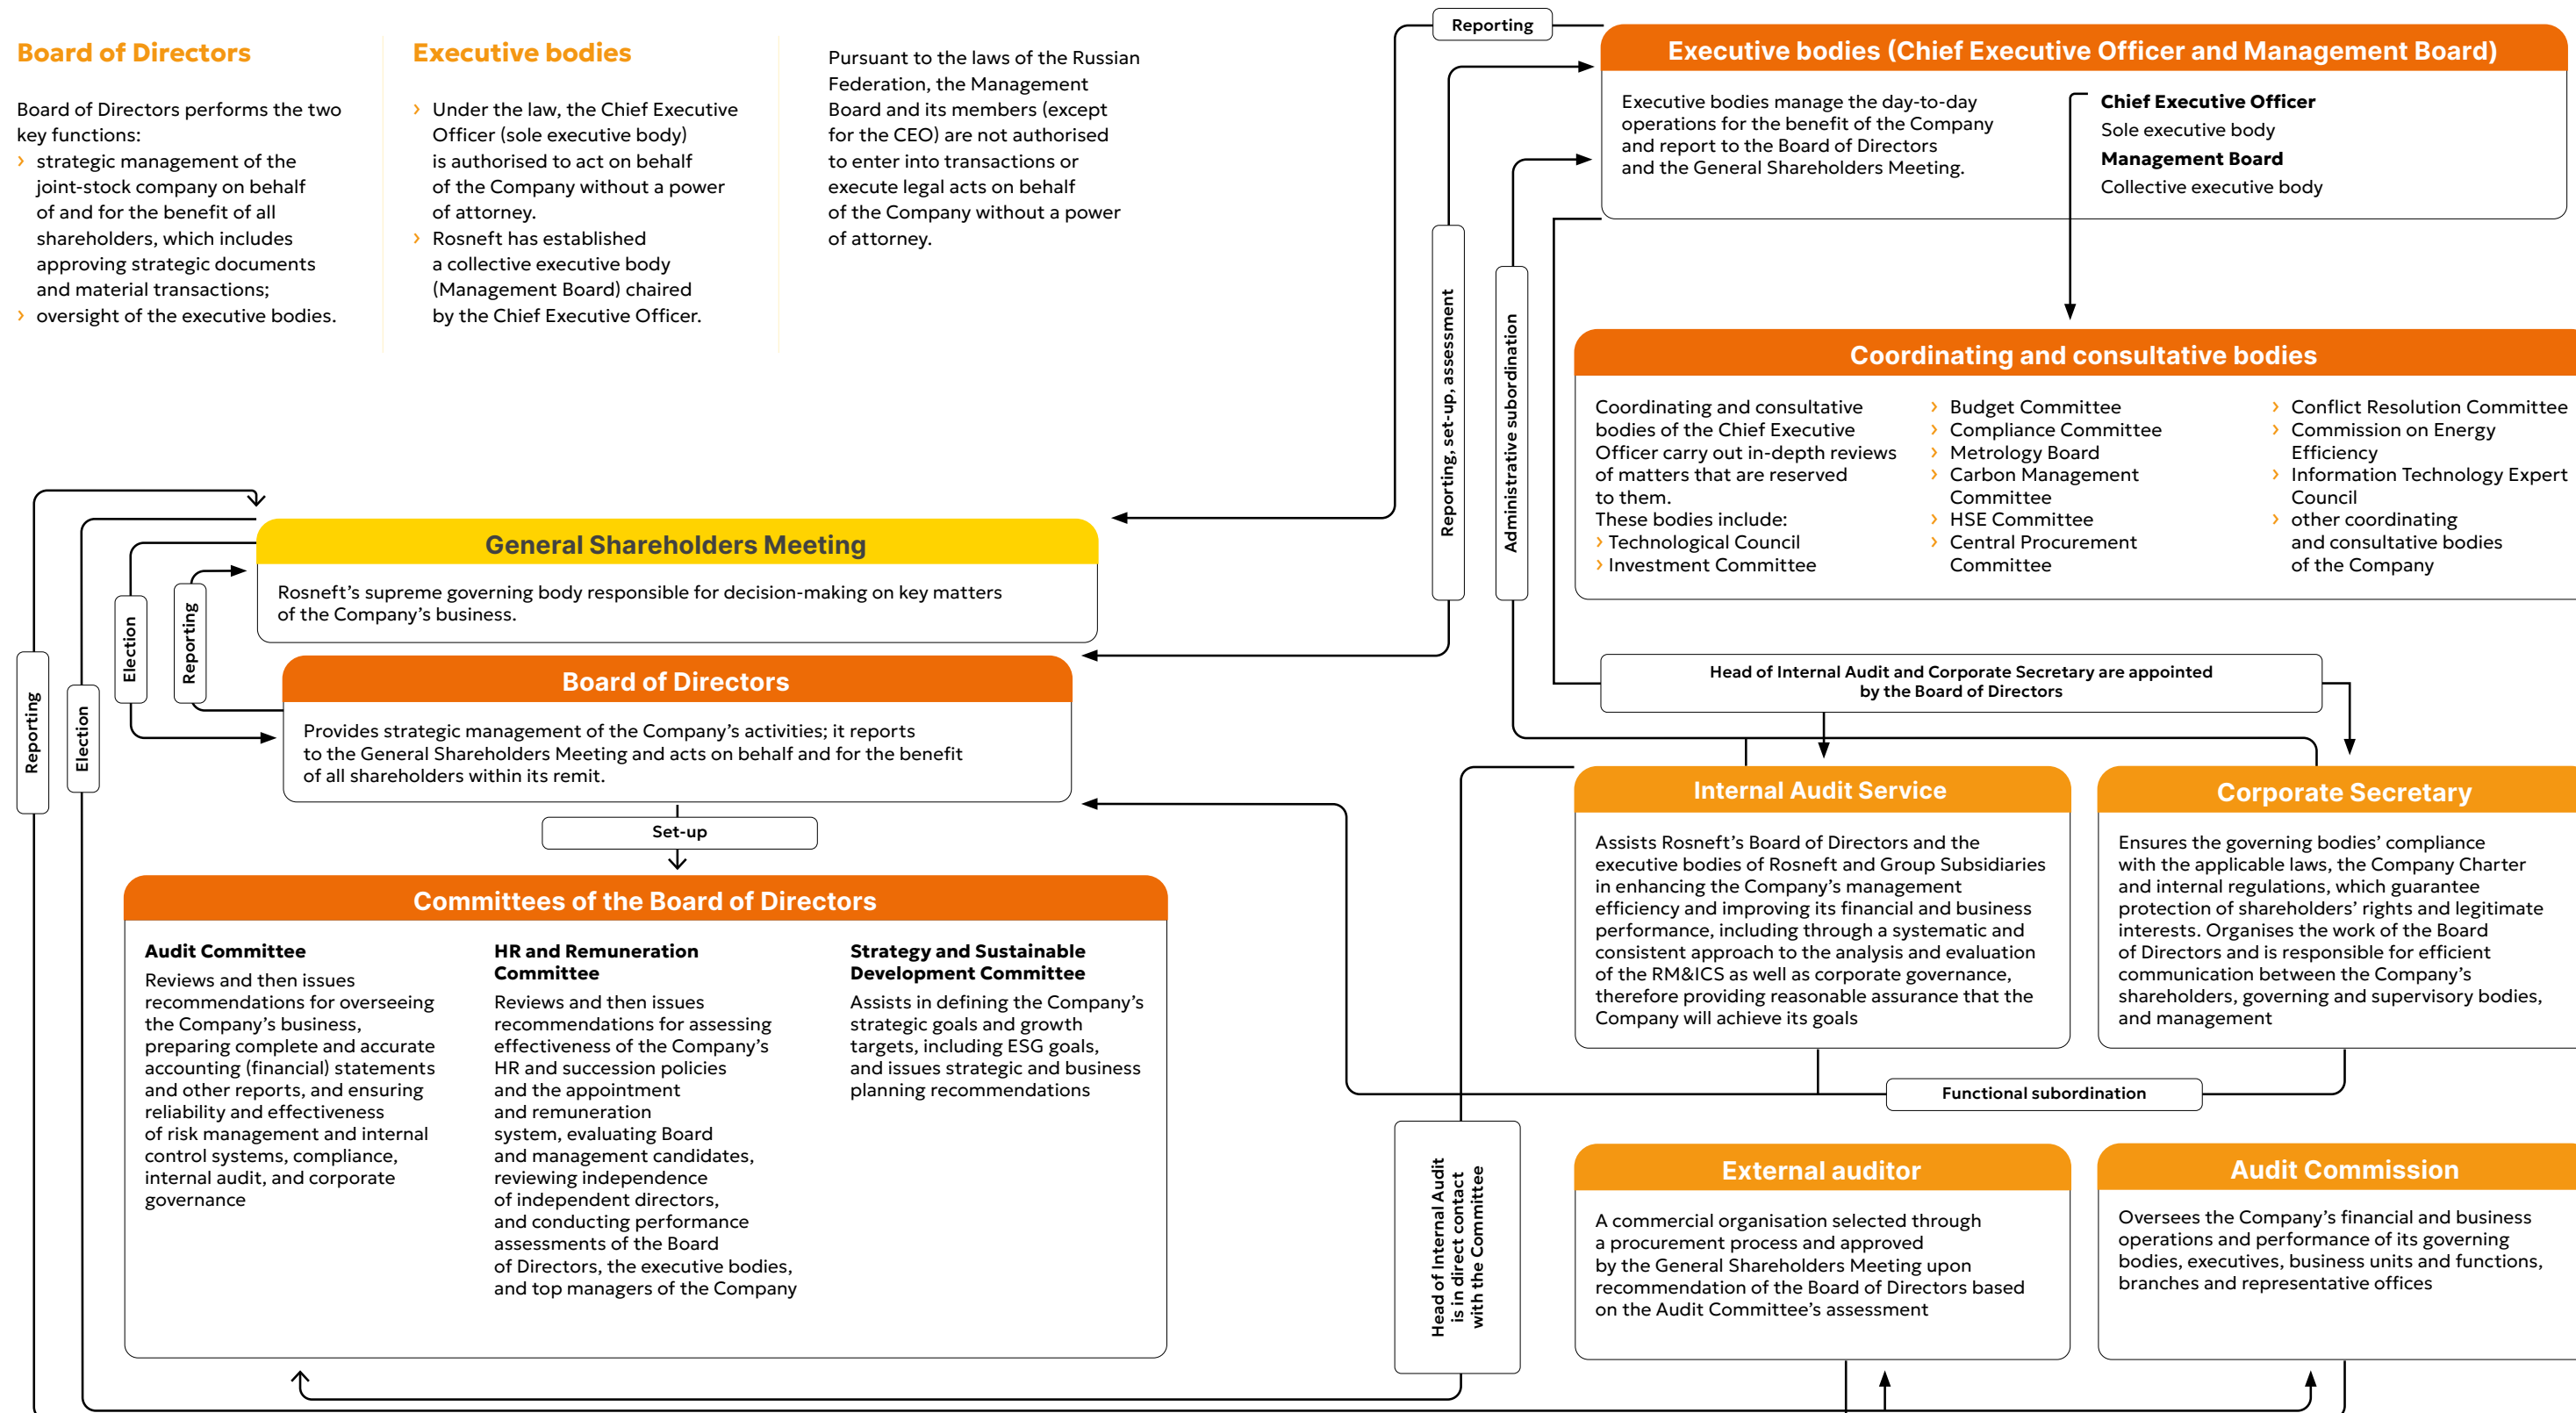 Board of Directors
Board of Directors performs the two
key functions:
› strategic management of the
joint-stock company on behalf
of and for the benefit of all
shareholders, which includes
approving strategic documents
and material transactions;
› oversight of the executive bodies.
Executive bodies
› Under the law, the Chief Executive
Officer (sole executive body)
is authorised to act on behalf
of the Company without a power
of attorney.
› Rosneft has established
a collective executive body
(Management Board) chaired
by the Chief Executive Officer.
Pursuant to the laws of the Russian
Federation, the Management
Board and its members (except
for the CEO) are not authorised
to enter into transactions or
execute legal acts on behalf
of the Company without a power
of attorney.
Reporting
Executive bodies (Chief Executive Officer and Management Board)
Executive bodies manage the day-to-day
operations for the benefit of the Company
and report to the Board of Directors
and the General Shareholders Meeting.
Chief Executive Officer
Sole executive body
Management Board
Collective executive body
Reporting, set-up, assessment
Administrative subordination
Coordinating and consultative bodies
Coordinating and consultative
bodies of the Chief Executive
Officer carry out in-depth reviews
of matters that are reserved
to them.
These bodies include:
› Technological Council
› Investment Committee
› Budget Committee
› Compliance Committee
› Metrology Board
› Carbon Management
Committee
› HSE Committee
› Central Procurement
Committee
› Conflict Resolution Committee
› Commission on Energy
Efficiency
› Information Technology Expert
Council
› other coordinating
and consultative bodies
of the Company
General Shareholders Meeting
Rosneft's supreme governing body responsible for decision-making on key matters
of the Company's business.
Reporting
Election
Election
Reporting
Board of Directors
Provides strategic management of the Company's activities; it reports
to the General Shareholders Meeting and acts on behalf and for the benefit
of all shareholders within its remit.
Set-up
Head of Internal Audit and Corporate Secretary are appointed
by the Board of Directors
Internal Audit Service
Assists Rosneft's Board of Directors and the
executive bodies of Rosneft and Group Subsidiaries
in enhancing the Company's management
efficiency and improving its financial and business
performance, including through a systematic and
consistent approach to the analysis and evaluation
of the RM&ICS as well as corporate governance,
therefore providing reasonable assurance that the
Company will achieve its goals
Corporate Secretary
Ensures the governing bodies' compliance
with the applicable laws, the Company Charter
and internal regulations, which guarantee
protection of shareholders' rights and legitimate
interests. Organises the work of the Board
of Directors and is responsible for efficient
communication between the Company's
shareholders, governing and supervisory bodies,
and management
Committees of the Board of Directors
Audit Committee
Reviews and then issues
recommendations for overseeing
the Company's business,
preparing complete and accurate
accounting (financial) statements
and other reports, and ensuring
reliability and effectiveness
of risk management and internal
control systems, compliance,
internal audit, and corporate
governance
HR and Remuneration
Committee
Reviews and then issues
recommendations for assessing
effectiveness of the Company's
HR and succession policies
and the appointment
and remuneration
system, evaluating Board
and management candidates,
reviewing independence
of independent directors,
and conducting performance
assessments of the Board
of Directors, the executive bodies,
and top managers of the Company
Strategy and Sustainable
Development Committee
Assists in defining the Company's
strategic goals and growth
targets, including ESG goals,
and issues strategic and business
planning recommendations
Functional subordination
Head of Internal Audit
is in direct contact
with the Committee
External auditor
A commercial organisation selected through
a procurement process and approved
by the General Shareholders Meeting upon
recommendation of the Board of Directors based
on the Audit Committee's assessment
Audit Commission
Oversees the Company's financial and business
operations and performance of its governing
bodies, executives, business units and functions,
branches and representative offices